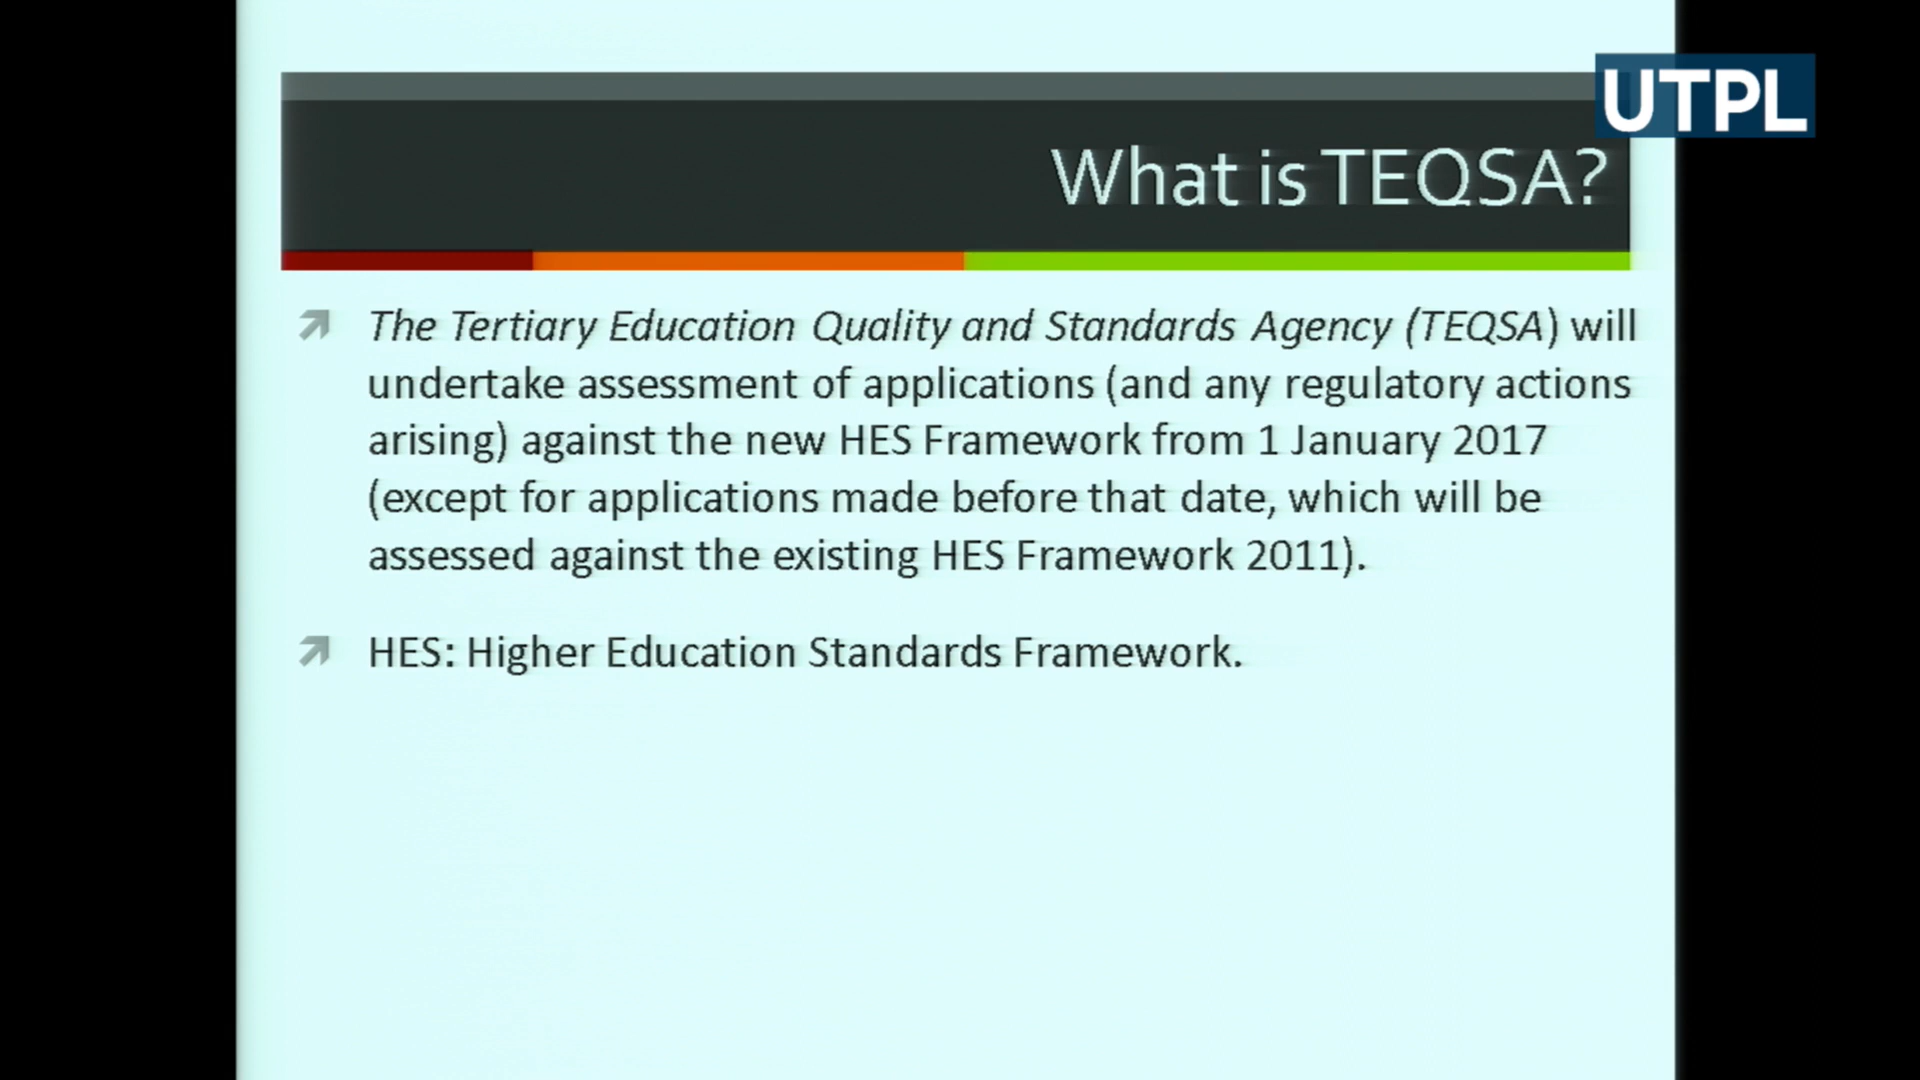 UTPL
What is TEQSA?
The Tertiary Education Quality and Standards Agency (TEQSA) will
undertake assessment of applications (and any regulatory actions
arising) against the new HES Framework from 1 January 2017
(except for applications made before that date, which will be
assessed against the existing HES Framework 2011).
HES: Higher Education Standards Framework.